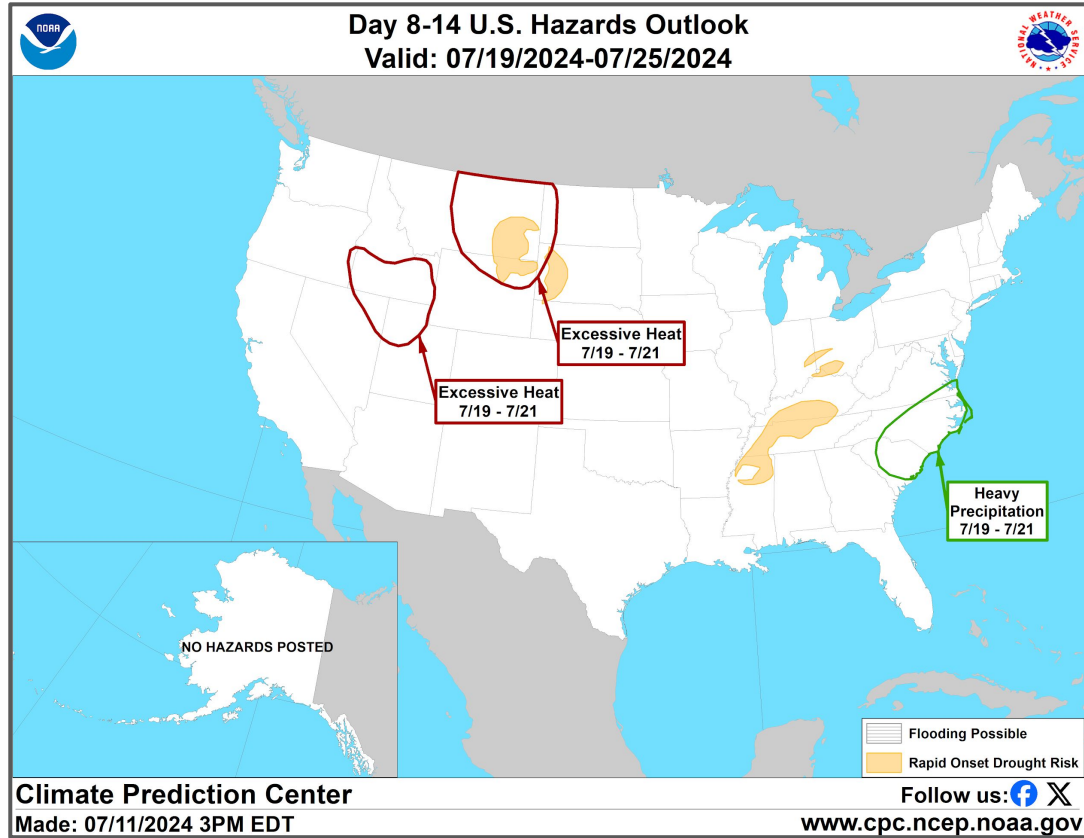 NOAA
Day 8-14 U.S. Hazards Outlook
Valid: 07/19/2024-07/25/2024
NATIONAL WEATHER SERVICE
Excessive Heat
7/19 - 7/21
Excessive Heat
7/19 - 7/21
Heavy
Precipitation
7/19 - 7/21
NO HAZARDS POSTED
Flooding Possible
Rapid Onset Drought Risk
Climate Prediction Center
Follow us:
Made: 07/11/2024 3PM EDT
www.cpc.ncep.noaa.gov